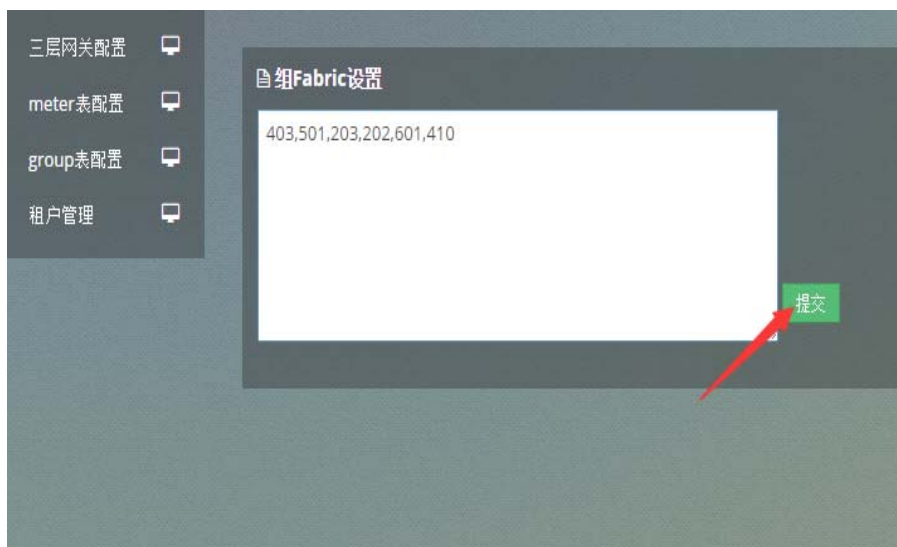 三层网关配置
meter表配置
group表配置
租户管理
组Fabric设置
403,501,203,202,601,410
提交